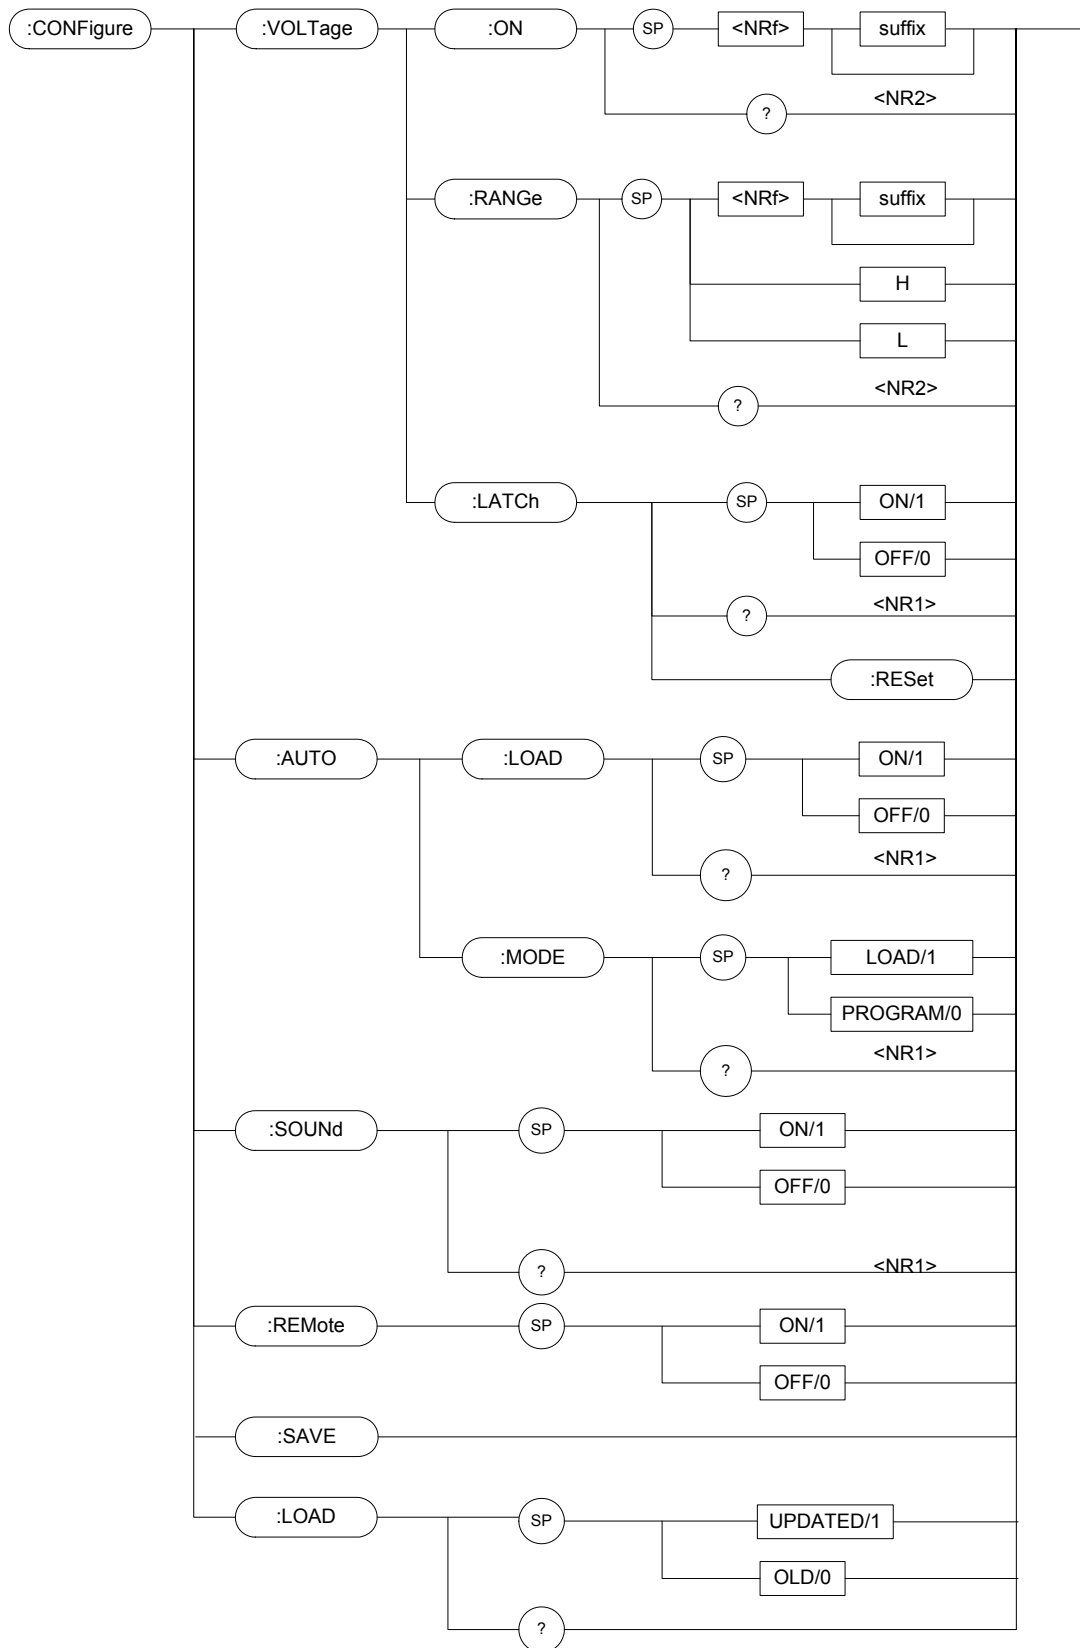 :CONFigure :VOLTage :ON SP <NRf> suffix
? <NR2>
:RANGe SP <NRf> suffix
H
L
? <NR2>
:LATCh SP ON/1
OFF/0
? <NR1>
:RESet
:AUTO :LOAD SP ON/1
OFF/0
? <NR1>
:MODE SP LOAD/1
PROGRAM/0
? <NR1>
:SOUNd SP ON/1
OFF/0
? <NR1>
:REMote SP ON/1
OFF/0
:SAVE
:LOAD SP UPDATED/1
OLD/0
?